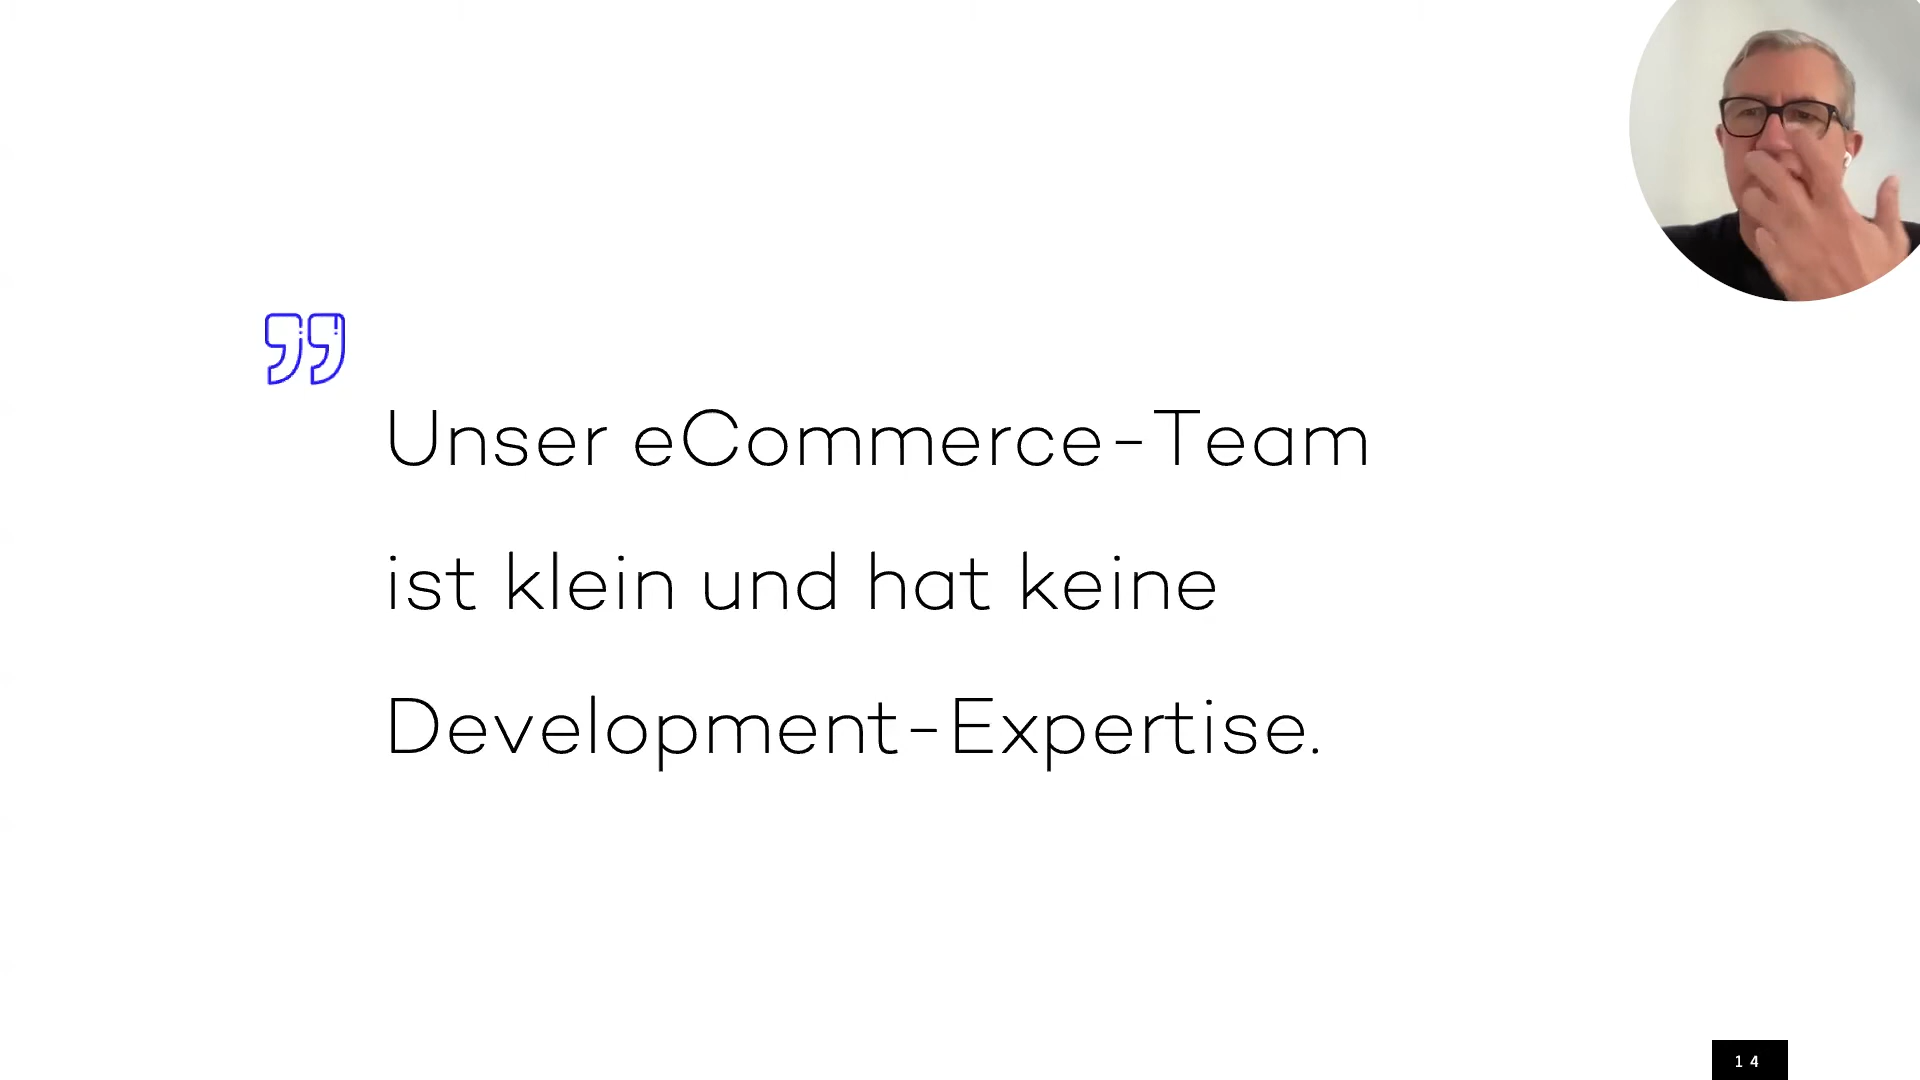 Unser eCommerce-Team
ist klein und hat keine
Development-Expertise.
14